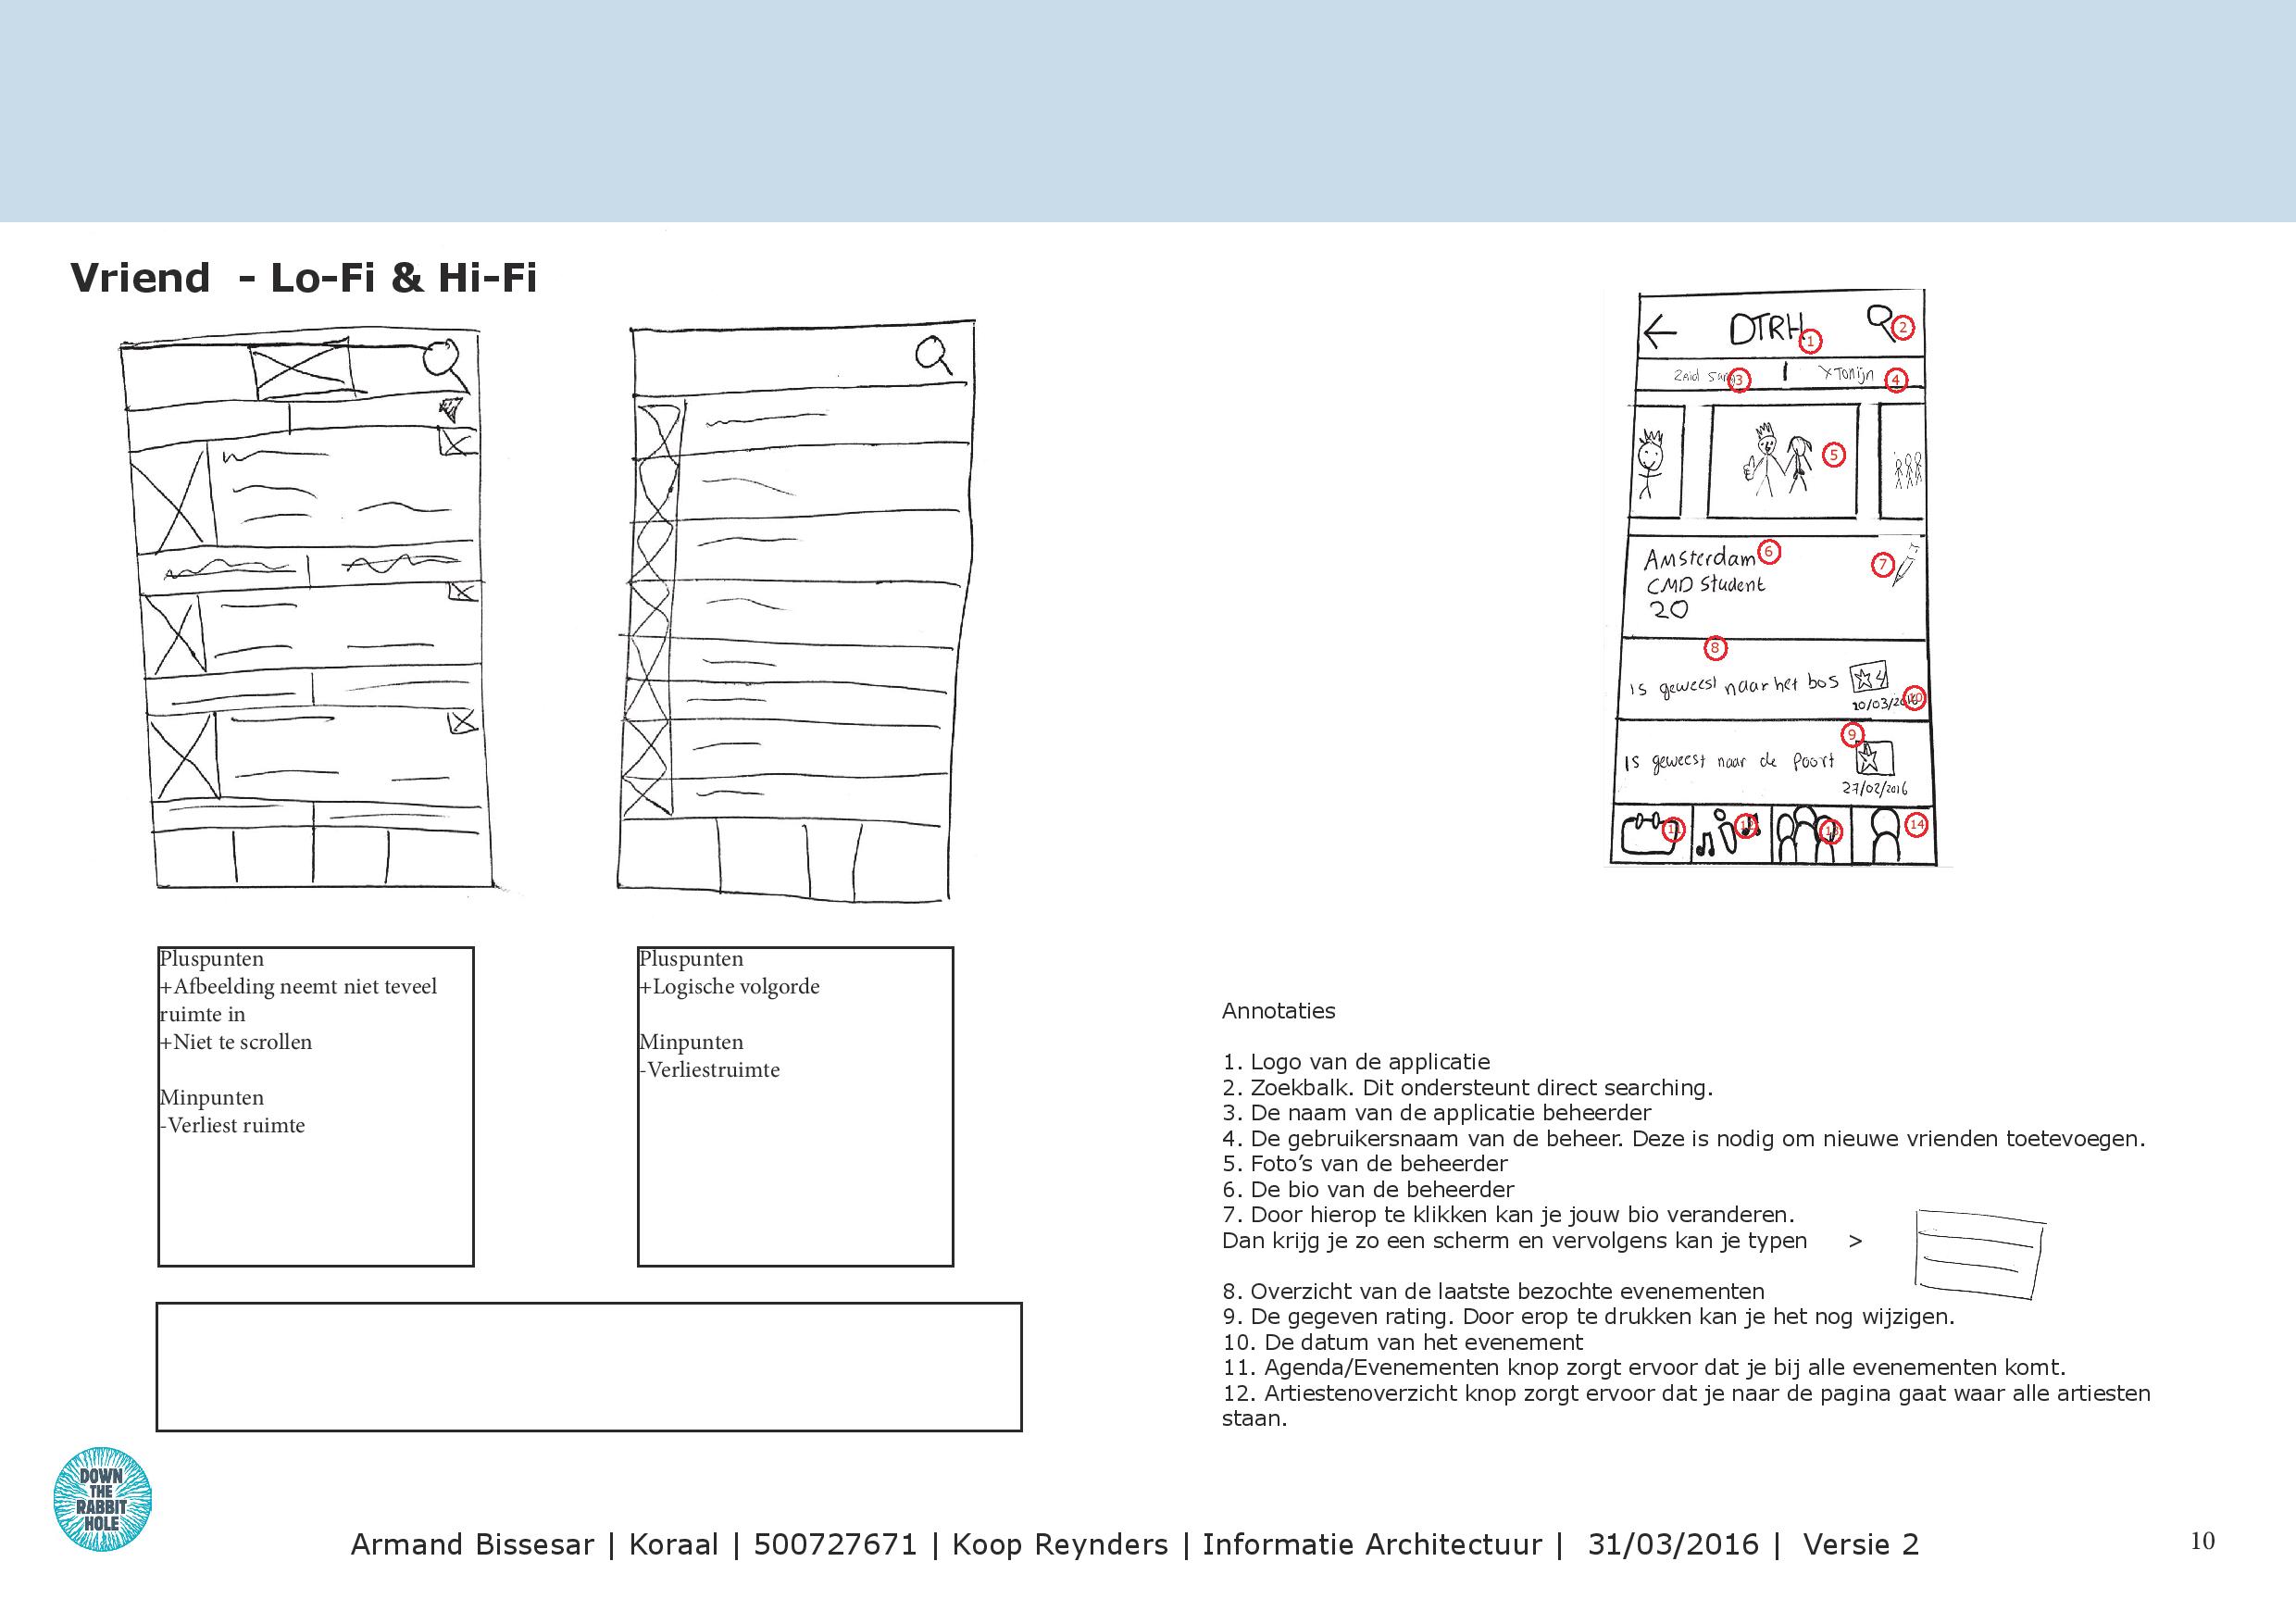 Vriend - Lo-Fi & Hi-Fi
DTRH
1
2
3
X Tonijn
4
5
Amsterdam
6
7
CMD Student
20
8
is geweest naar het bos
10
9
is geweest naar de Poort
27/02/2016
11
12
13
14
Pluspunten
+Afbeelding neemt niet teveel
ruimte in
+Niet te scrollen
Minpunten
-Verliest ruimte
Pluspunten
+Logische volgorde
Minpunten
-Verliestruimte
Annotaties
1. Logo van de applicatie
2. Zoekbalk. Dit ondersteunt direct searching.
3. De naam van de applicatie beheerder
4. De gebruikersnaam van de beheer. Deze is nodig om nieuwe vrienden toetevoegen.
5. Foto’s van de beheerder
6. De bio van de beheerder
7. Door hierop te klikken kan je jouw bio veranderen.
Dan krijg je zo een scherm en vervolgens kan je typen >
8. Overzicht van de laatste bezochte evenementen
9. De gegeven rating. Door erop te drukken kan je het nog wijzigen.
10. De datum van het evenement
11. Agenda/Evenementen knop zorgt ervoor dat je bij alle evenementen komt.
12. Artiestenoverzicht knop zorgt ervoor dat je naar de pagina gaat waar alle artiesten
staan.
DOWN
THE
RABBIT
HOLE
Armand Bissesar | Koraal | 500727671 | Koop Reynders | Informatie Architectuur | 31/03/2016 | Versie 2
10